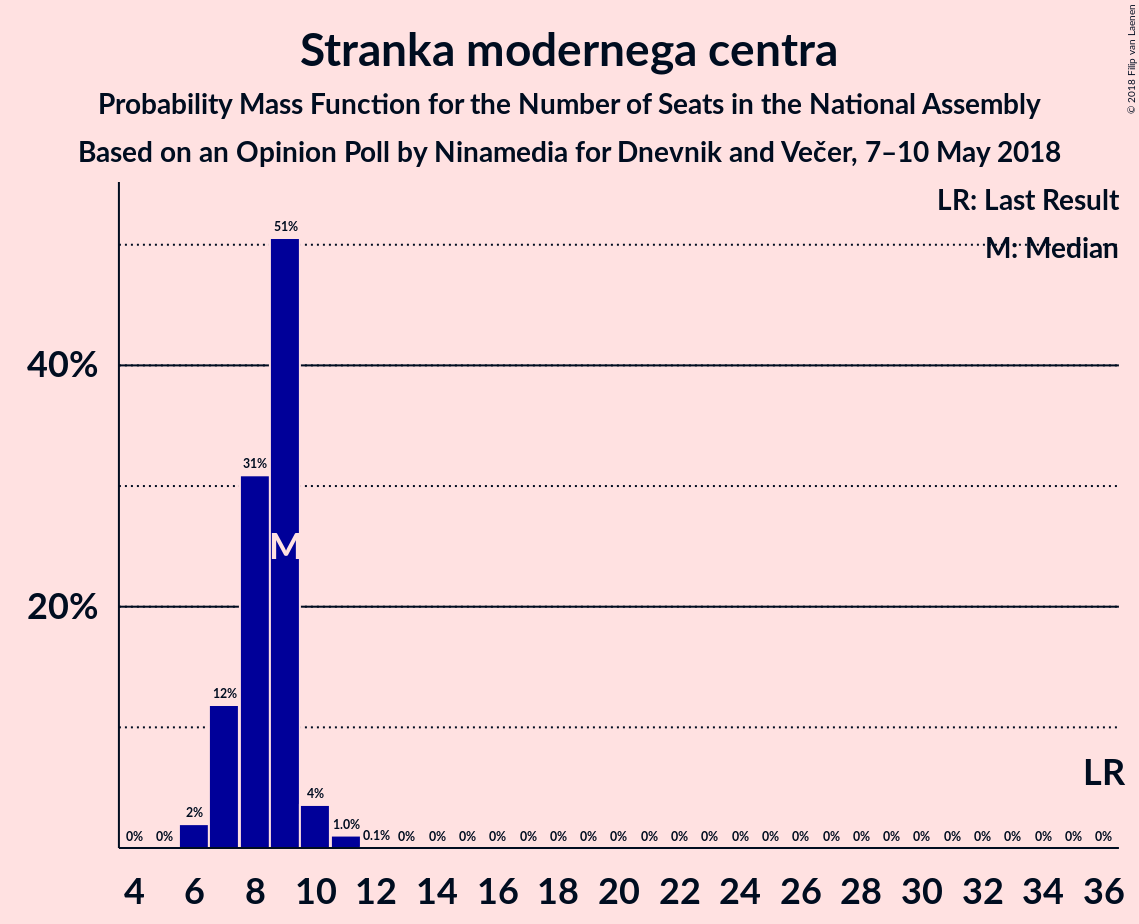 Stranka modernega centra
Probability Mass Function for the Number of Seats in the National Assembly
Based on an Opinion Poll by Ninamedia for Dnevnik and Večer, 7–10 May 2018
© 2018 Filip van Laenen
LR: Last Result
M: Median
40%
20%
0% 0% 2% 12% 31% 51% 4% 1.0% 0.1% 0% 0% 0% 0% 0% 0% 0% 0% 0% 0% 0% 0% 0% 0% 0% 0% 0% 0% 0% 0% 0% 0% 0% 0%
M
LR
4 6 8 10 12 14 16 18 20 22 24 26 28 30 32 34 36